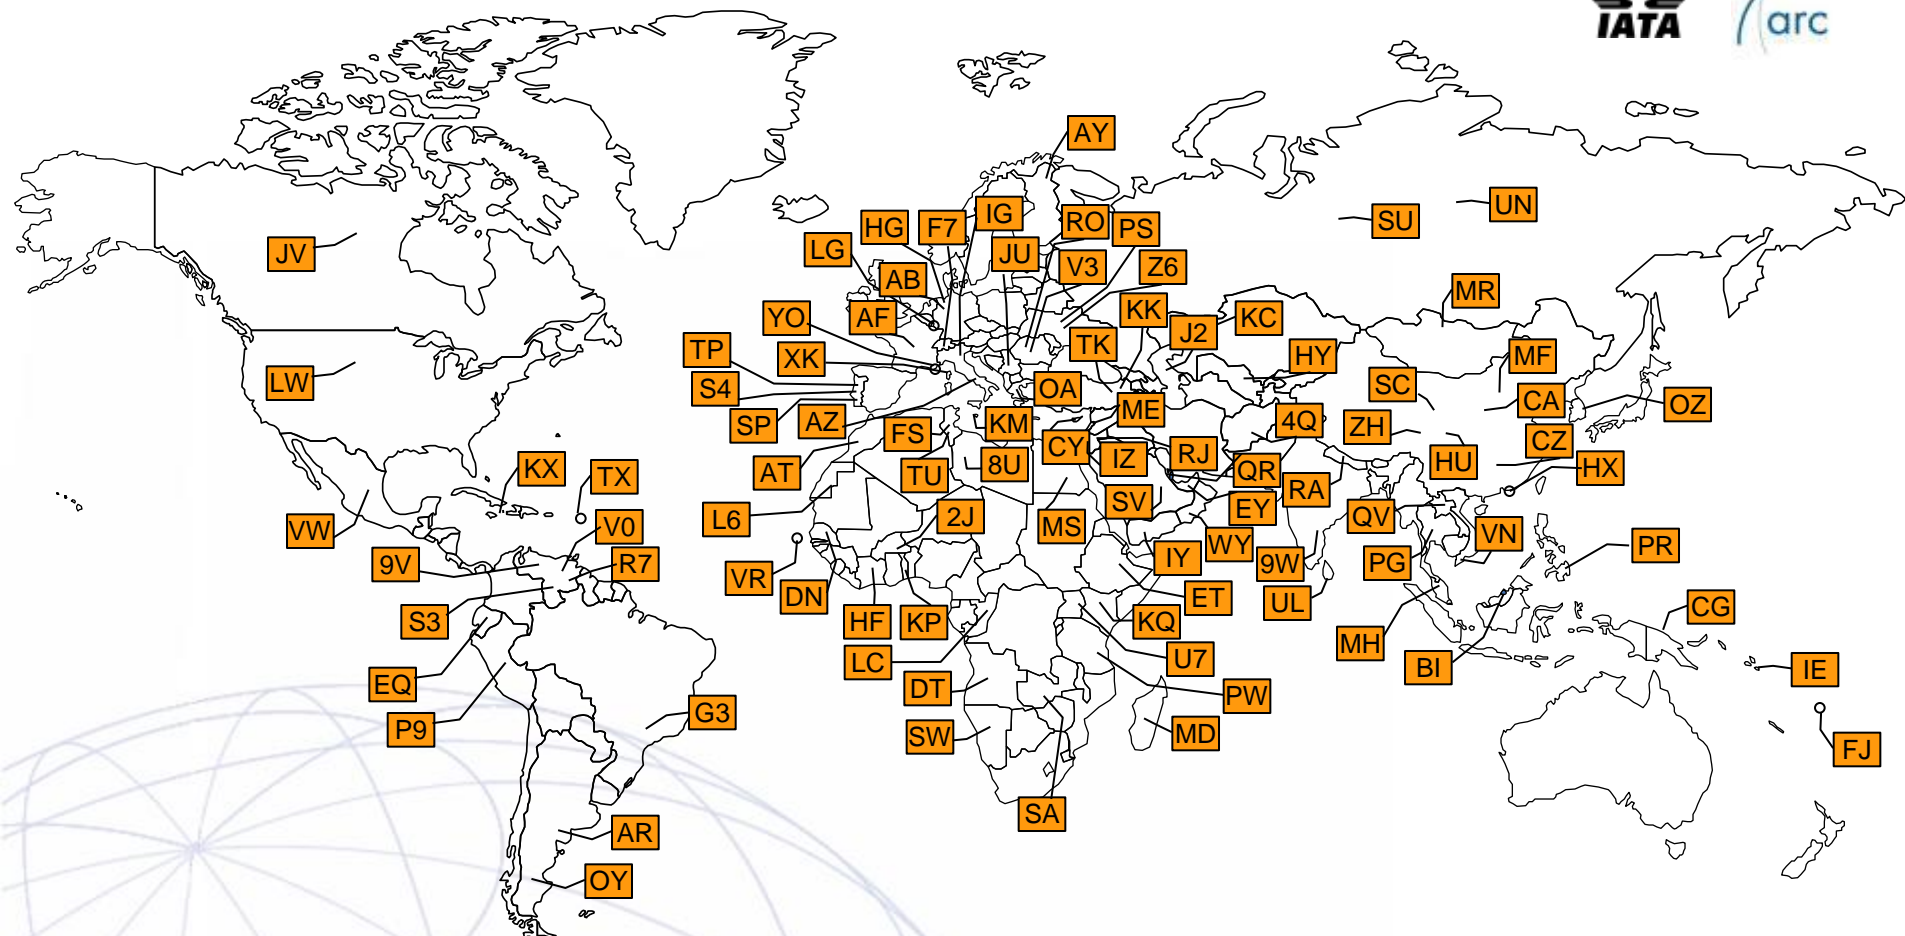 IATA
arc
AY
UN
SU
IG
HG
F7
RO
PS
LG
JV
JU
V3
Z6
AB
MR
KK
YO
AF
KC
J2
TK
TP
XK
HY
MF
LW
SC
S4
OA
CA
OZ
ME
SP
AZ
KM
4Q
ZH
FS
CY
CZ
RJ
IZ
HU
8U
KX
TX
AT
TU
QR
HX
RA
SV
EY
L6
2J
QV
V0
MS
VW
VN
WY
PR
IY
9V
R7
9W
PG
VR
DN
ET
UL
CG
S3
HF
KP
KQ
MH
LC
U7
BI
IE
EQ
DT
PW
G3
P9
SW
MD
FJ
SA
AR
OY